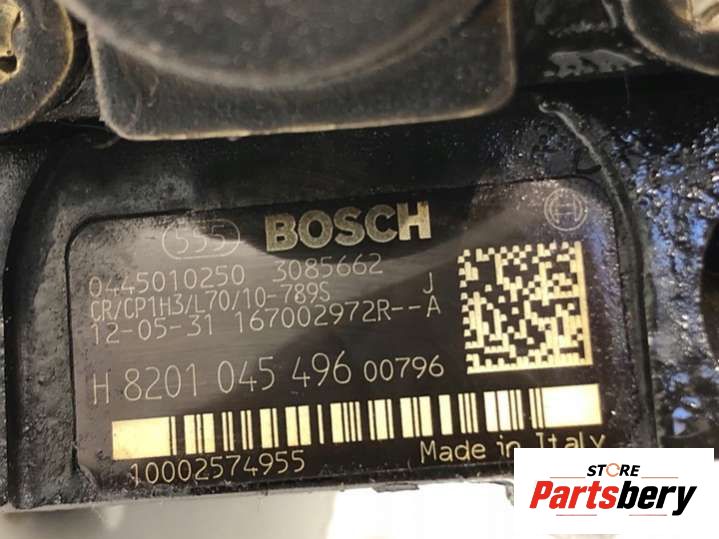 555 BOSCH
0445010250 3085662
CR/CP1H3/L70/10-789S J
12-05-31 167002972R--A
H 8201 045 496 00796
10002574955 Made in Italy
STORE
Partsbery